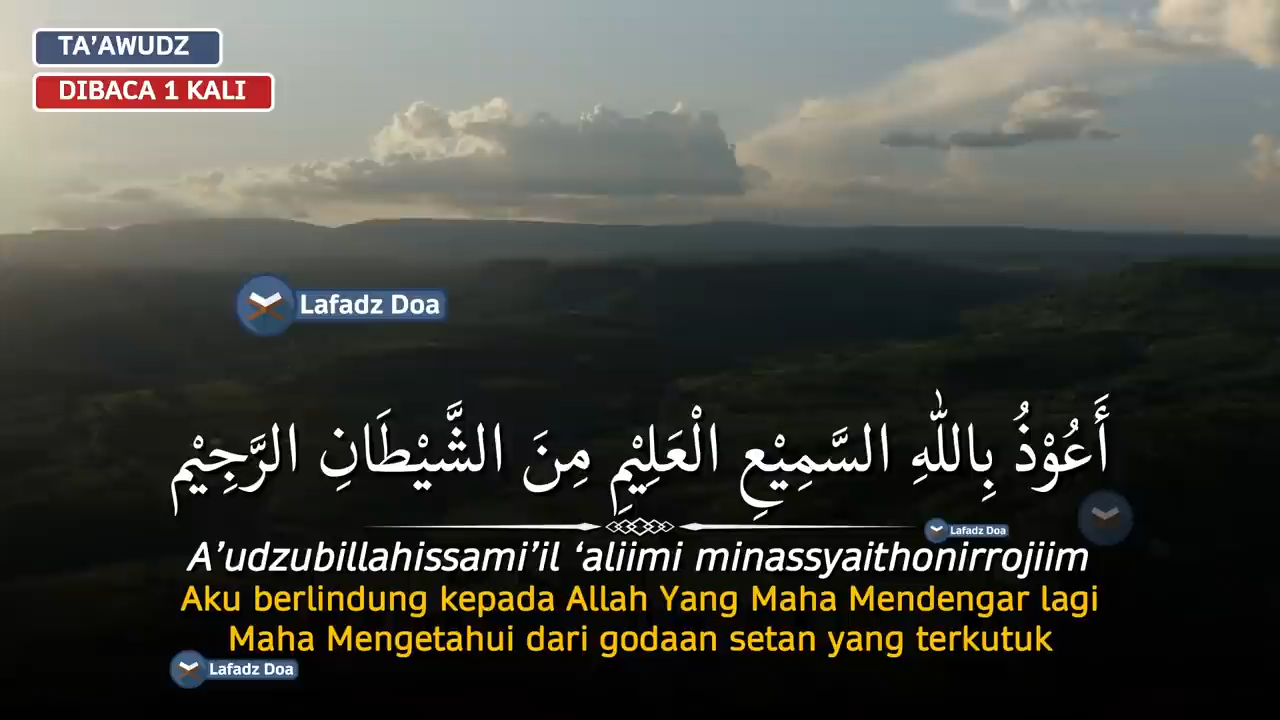 TA’AWUDZ
DIBACA 1 KALI
Lafadz Doa
أَعُوْذُ بِاللّٰهِ السَّمِيْعِ الْعَلِيْمِ مِنَ الشَّيْطَانِ الرَّجِيْمِ
Lafadz Doa
A’udzubillahissami’il ‘aliimi minassyaithonirrojiim
Aku berlindung kepada Allah Yang Maha Mendengar lagi
Maha Mengetahui dari godaan setan yang terkutuk
Lafadz Doa